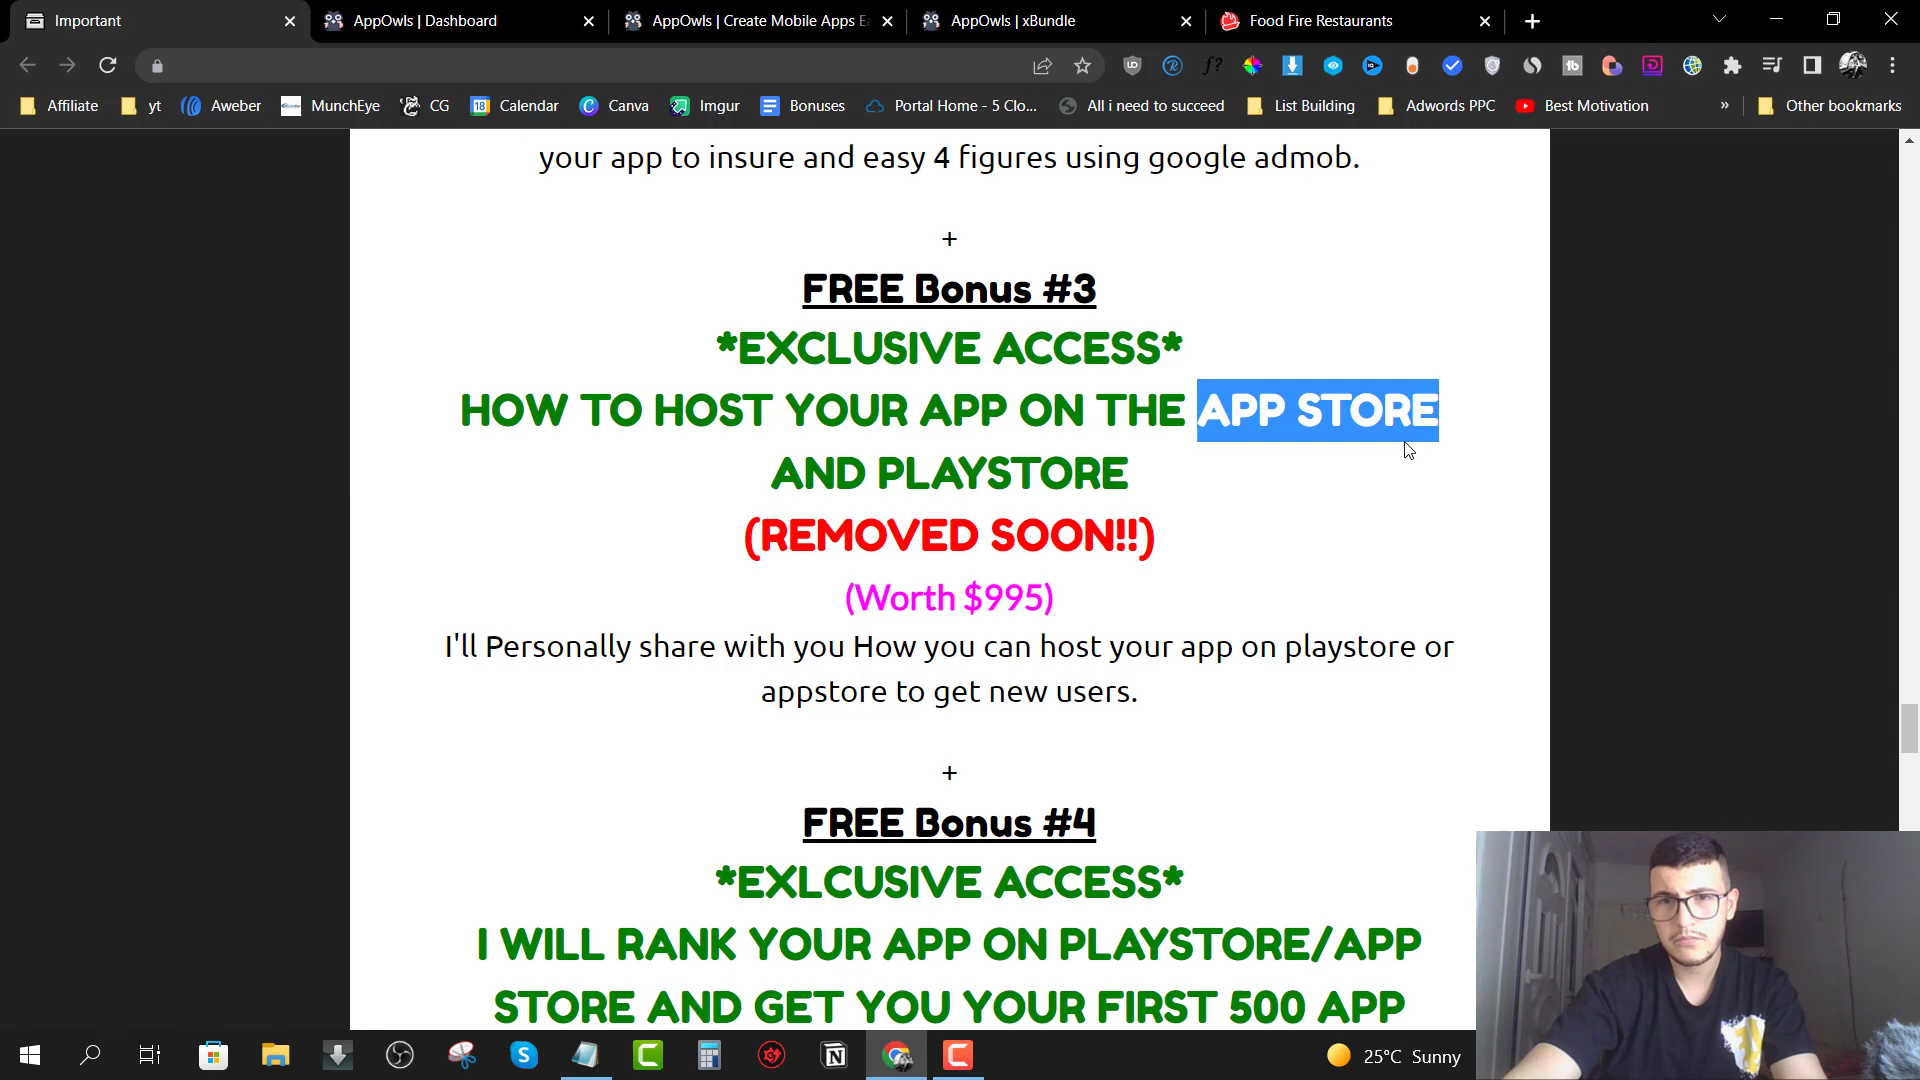 Important
AppOwls | Dashboard
AppOwls | Create Mobile Apps Ea
AppOwls | xBundle
Food Fire Restaurants
Affiliate
yt
Aweber
MunchEye
CG
Calendar
Canva
Imgur
Bonuses
Portal Home - 5 Clo...
All i need to succeed
List Building
Adwords PPC
Best Motivation
»
Other bookmarks
your app to insure and easy 4 figures using google admob.
+
FREE Bonus #3
*EXCLUSIVE ACCESS*
HOW TO HOST YOUR APP ON THE APP STORE
AND PLAYSTORE
(REMOVED SOON!!)
(Worth $995)
I'll Personally share with you How you can host your app on playstore or
appstore to get new users.
+
FREE Bonus #4
*EXLCUSIVE ACCESS*
I WILL RANK YOUR APP ON PLAYSTORE/APP
STORE AND GET YOU YOUR FIRST 500 APP
25°C Sunny